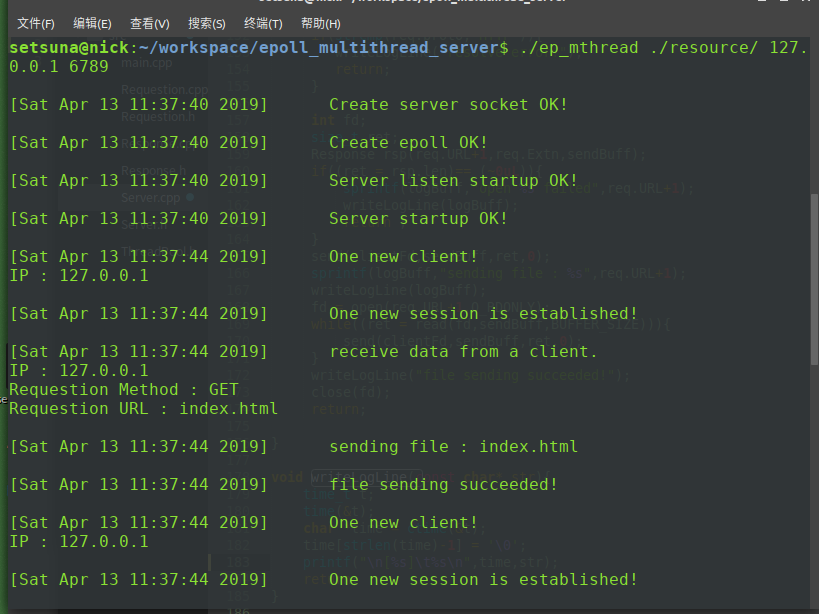 文件(F) 编辑(E) 查看(V) 搜索(S) 终端(T) 帮助(H)
setsuna@nick:~/workspace/epoll_multithread_server$ ./ep_mthread ./resource/ 127.
0.0.1 6789
[Sat Apr 13 11:37:40 2019] Create server socket OK!
[Sat Apr 13 11:37:40 2019] Create epoll OK!
[Sat Apr 13 11:37:40 2019] Server listen startup OK!
[Sat Apr 13 11:37:40 2019] Server startup OK!
[Sat Apr 13 11:37:44 2019] One new client!
IP : 127.0.0.1
[Sat Apr 13 11:37:44 2019] One new session is established!
[Sat Apr 13 11:37:44 2019] receive data from a client.
IP : 127.0.0.1
Requestion Method : GET
Requestion URL : index.html
[Sat Apr 13 11:37:44 2019] sending file : index.html
[Sat Apr 13 11:37:44 2019] file sending succeeded!
[Sat Apr 13 11:37:44 2019] One new client!
IP : 127.0.0.1
[Sat Apr 13 11:37:44 2019] One new session is established!